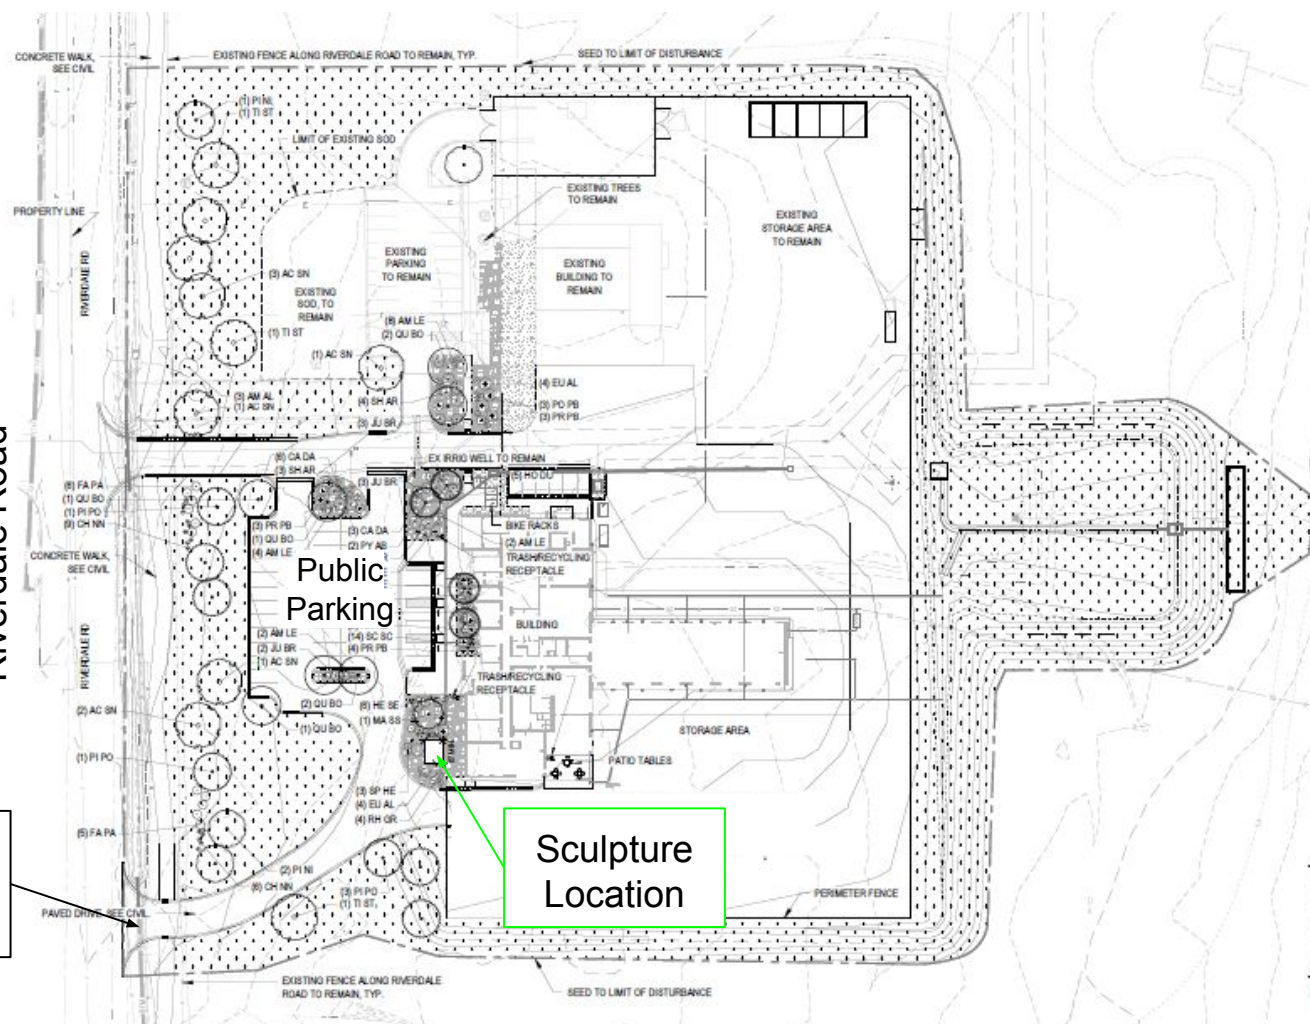 CONCRETE WALK,
SEE CIVIL
EXISTING FENCE ALONG RIVERDALE ROAD TO REMAIN, TYP.
SEED TO LIMIT OF DISTURBANCE
(1) PI NI,
(1) TI ST
LIMIT OF EXISTING SOD
EXISTING TREES
TO REMAIN
PROPERTY LINE
EXISTING
STORAGE AREA
TO REMAIN
RIVERDALE RD
EXISTING
PARKING
TO REMAIN
EXISTING
BUILDING TO
REMAIN
(3) AC SN
EXISTING
SOD, TO
REMAIN
(1) TI ST
(8) AM LE
(2) QU BO
(1) AC SN
(4) EU AL
(3) AM AL
(1) AC SN
(4) SH AR
(3) PO PB
(3) PR PB
(3) JU BR
Riverdale Road
(6) CA DA
(3) SH AR
EX IRRIG WELL TO REMAIN
(5) HO DU
(3) JU BR
(6) FA PA
(1) QU BO
(1) PI PO
(9) CH NN
(3) PR PB
(1) QU BO
(4) AM LE
(3) CA DA
(2) PY AB
BIKE RACKS
(2) AM LE
CONCRETE WALK,
SEE CIVIL
TRASH/RECYCLING
RECEPTACLE
Public
Parking
BUILDING
(2) AM LE
(2) JU BR
(1) AC SN
(14) SC SC
(4) PR PB
RIVERDALE RD
TRASH/RECYCLING
RECEPTACLE
(2) AC SN
(2) QU BO
(1) QU BO
(6) HE SE
(1) MA SS
STORAGE AREA
(1) PI PO
PATIO TABLES
(3) SP HE
(4) EU AL
(4) RH GR
(5) FA PA
Sculpture
Location
(2) PI NI
(6) CH NN
(3) PI PO
(1) TI ST,
PERIMETER FENCE
PAVED DRIVE, SEE CIVIL
EXISTING FENCE ALONG RIVERDALE
ROAD TO REMAIN, TYP.
SEED TO LIMIT OF DISTURBANCE